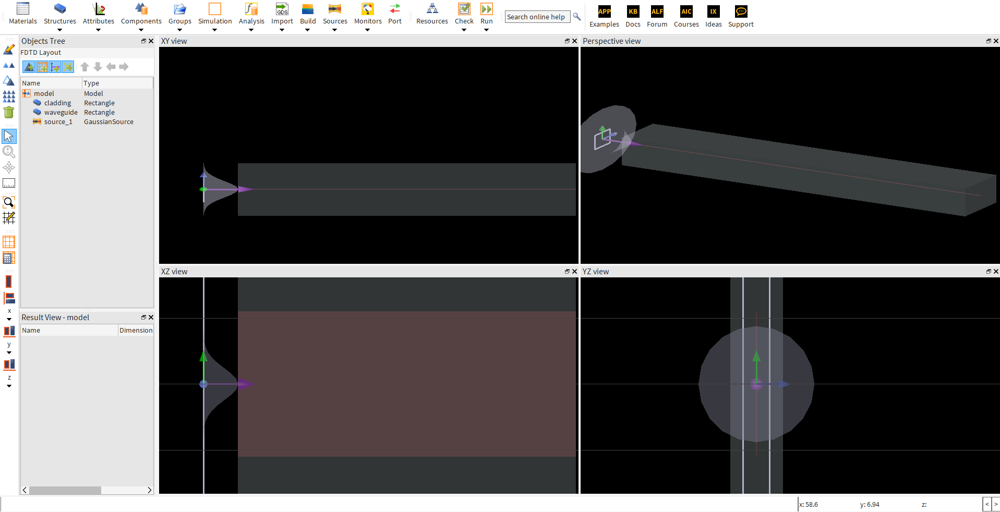 Materials Structures Attributes Components Groups Simulation Analysis Import Build Sources Monitors Port Resources Check Run Search online help Examples Docs Forum Courses Ideas Support
GDS
APP KB ALF AIC IX
Objects Tree
FDTD Layout
Name Type
model Model
cladding Rectangle
waveguide Rectangle
source_1 GaussianSource
Result View - model
Name Dimension
x
y
z
XY view
Perspective view
XZ view
YZ view
x: 58.6 y: 6.94 z: < >